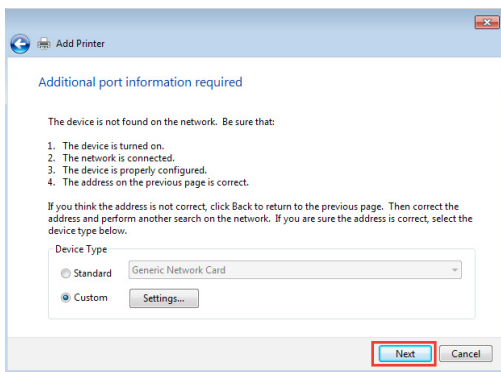 Add Printer
Additional port information required
The device is not found on the network. Be sure that:
1. The device is turned on.
2. The network is connected.
3. The device is properly configured.
4. The address on the previous page is correct.
If you think the address is not correct, click Back to return to the previous page. Then correct the
address and perform another search on the network. If you are sure the address is correct, select the
device type below.
Device Type
Standard Generic Network Card
Custom Settings...
Next Cancel